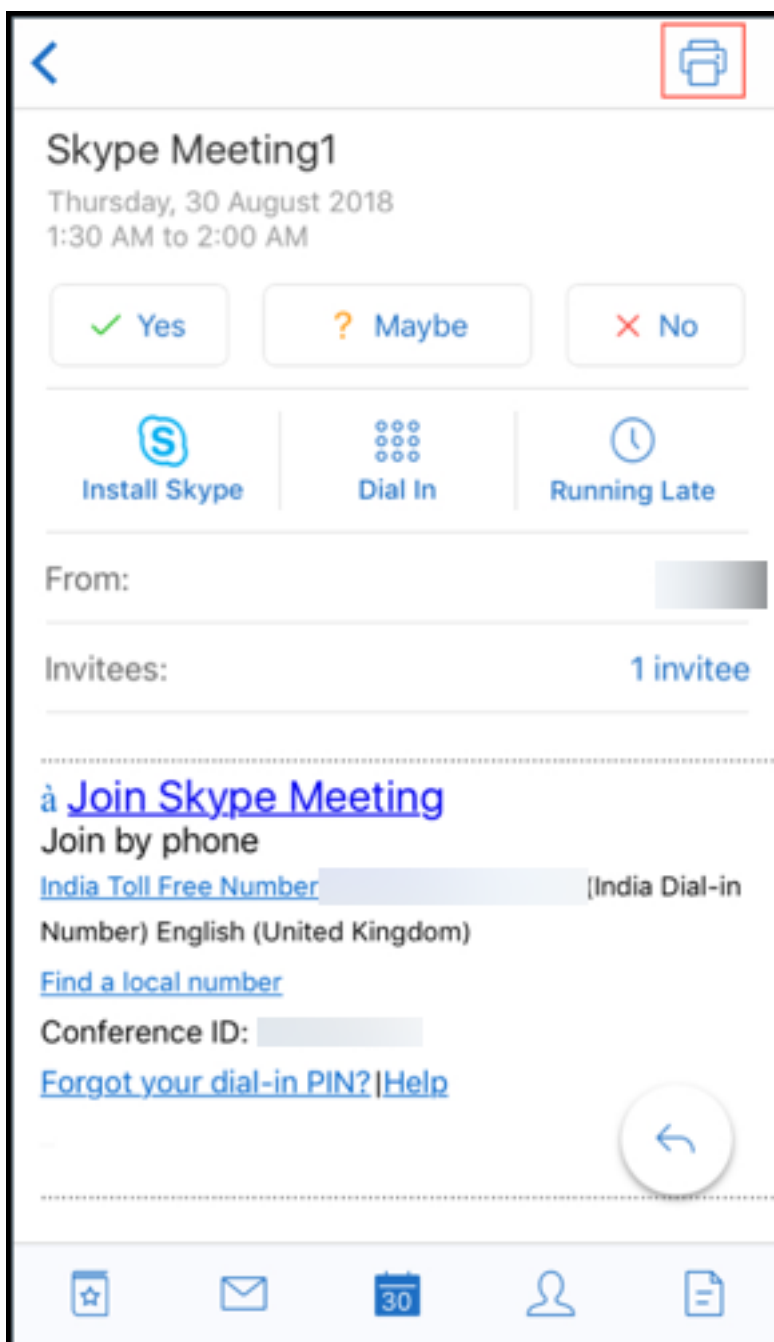 Skype Meeting1
Thursday, 30 August 2018
1:30 AM to 2:00 AM
Yes ? Maybe No
Install Skype Dial In Running Late
From:
Invitees: 1 invitee
à Join Skype Meeting
Join by phone
India Toll Free Number (India Dial-in
Number) English (United Kingdom)
Find a local number
Conference ID:
Forgot your dial-in PIN?|Help
30